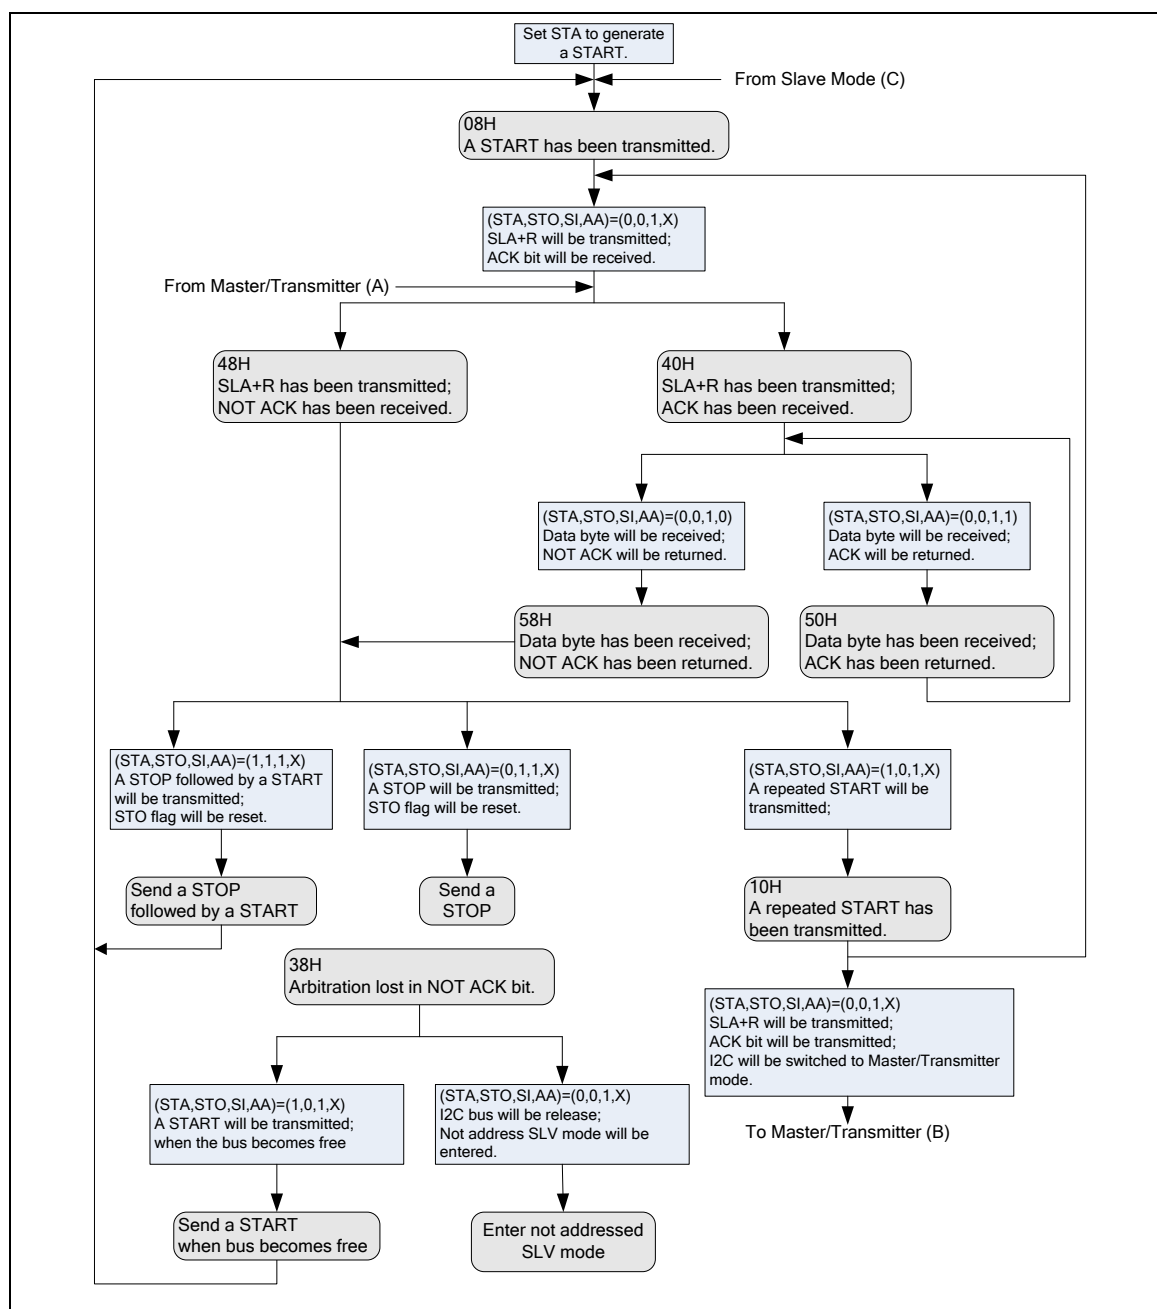 Set STA to generate
a START.
From Slave Mode (C)
08H
A START has been transmitted.
(STA,STO,SI,AA)=(0,0,1,X)
SLA+R will be transmitted;
ACK bit will be received.
From Master/Transmitter (A)
48H
SLA+R has been transmitted;
NOT ACK has been received.
40H
SLA+R has been transmitted;
ACK has been received.
(STA,STO,SI,AA)=(0,0,1,0)
Data byte will be received;
NOT ACK will be returned.
(STA,STO,SI,AA)=(0,0,1,1)
Data byte will be received;
ACK will be returned.
58H
Data byte has been received;
NOT ACK has been returned.
50H
Data byte has been received;
ACK has been returned.
(STA,STO,SI,AA)=(1,1,1,X)
A STOP followed by a START
will be transmitted;
STO flag will be reset.
(STA,STO,SI,AA)=(0,1,1,X)
A STOP will be transmitted;
STO flag will be reset.
(STA,STO,SI,AA)=(1,0,1,X)
A repeated START will be
transmitted;
Send a STOP
followed by a START
Send a
STOP
10H
A repeated START has
been transmitted.
38H
Arbitration lost in NOT ACK bit.
(STA,STO,SI,AA)=(0,0,1,X)
SLA+R will be transmitted;
ACK bit will be transmitted;
I2C will be switched to Master/Transmitter
mode.
(STA,STO,SI,AA)=(1,0,1,X)
A START will be transmitted;
when the bus becomes free
(STA,STO,SI,AA)=(0,0,1,X)
I2C bus will be release;
Not address SLV mode will be
entered.
To Master/Transmitter (B)
Send a START
when bus becomes free
Enter not addressed
SLV mode